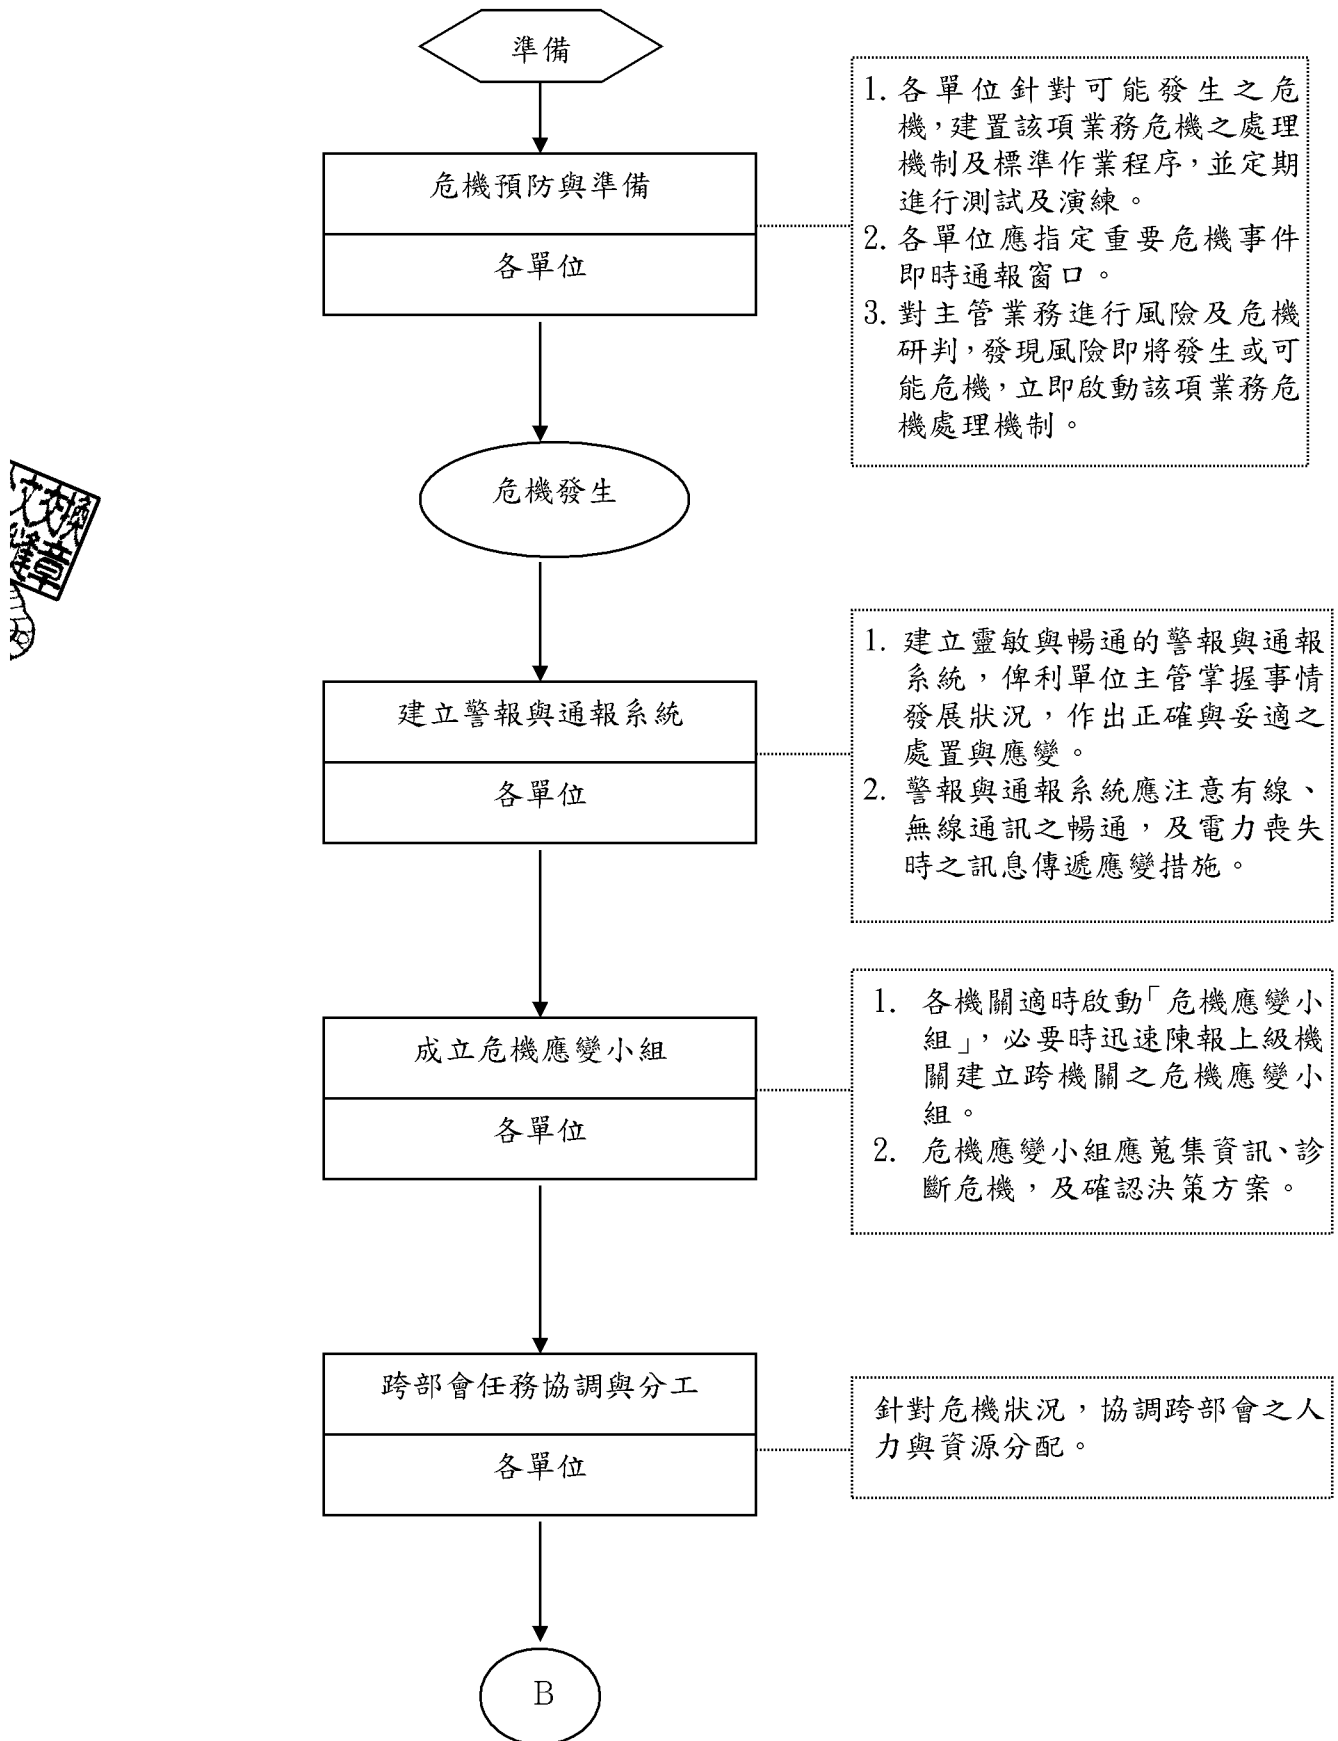 準備
危機預防與準備
各單位
1. 各單位針對可能發生之危
機，建置該項業務危機之處理
機制及標準作業程序，並定期
進行測試及演練。
2. 各單位應指定重要危機事件
即時通報窗口。
3. 對主管業務進行風險及危機
研判，發現風險即將發生或可
能危機，立即啟動該項業務危
機處理機制。
危機發生
文交換
縫章
建立警報與通報系統
各單位
1. 建立靈敏與暢通的警報與通報
系統，俾利單位主管掌握事情
發展狀況，作出正確與妥適之
處置與應變。
2. 警報與通報系統應注意有線、
無線通訊之暢通，及電力喪失
時之訊息傳遞應變措施。
成立危機應變小組
各單位
1. 各機關適時啟動「危機應變小
組」，必要時迅速陳報上級機
關建立跨機關之危機應變小
組。
2. 危機應變小組應蒐集資訊、診
斷危機，及確認決策方案。
跨部會任務協調與分工
各單位
針對危機狀況，協調跨部會之人
力與資源分配。
B